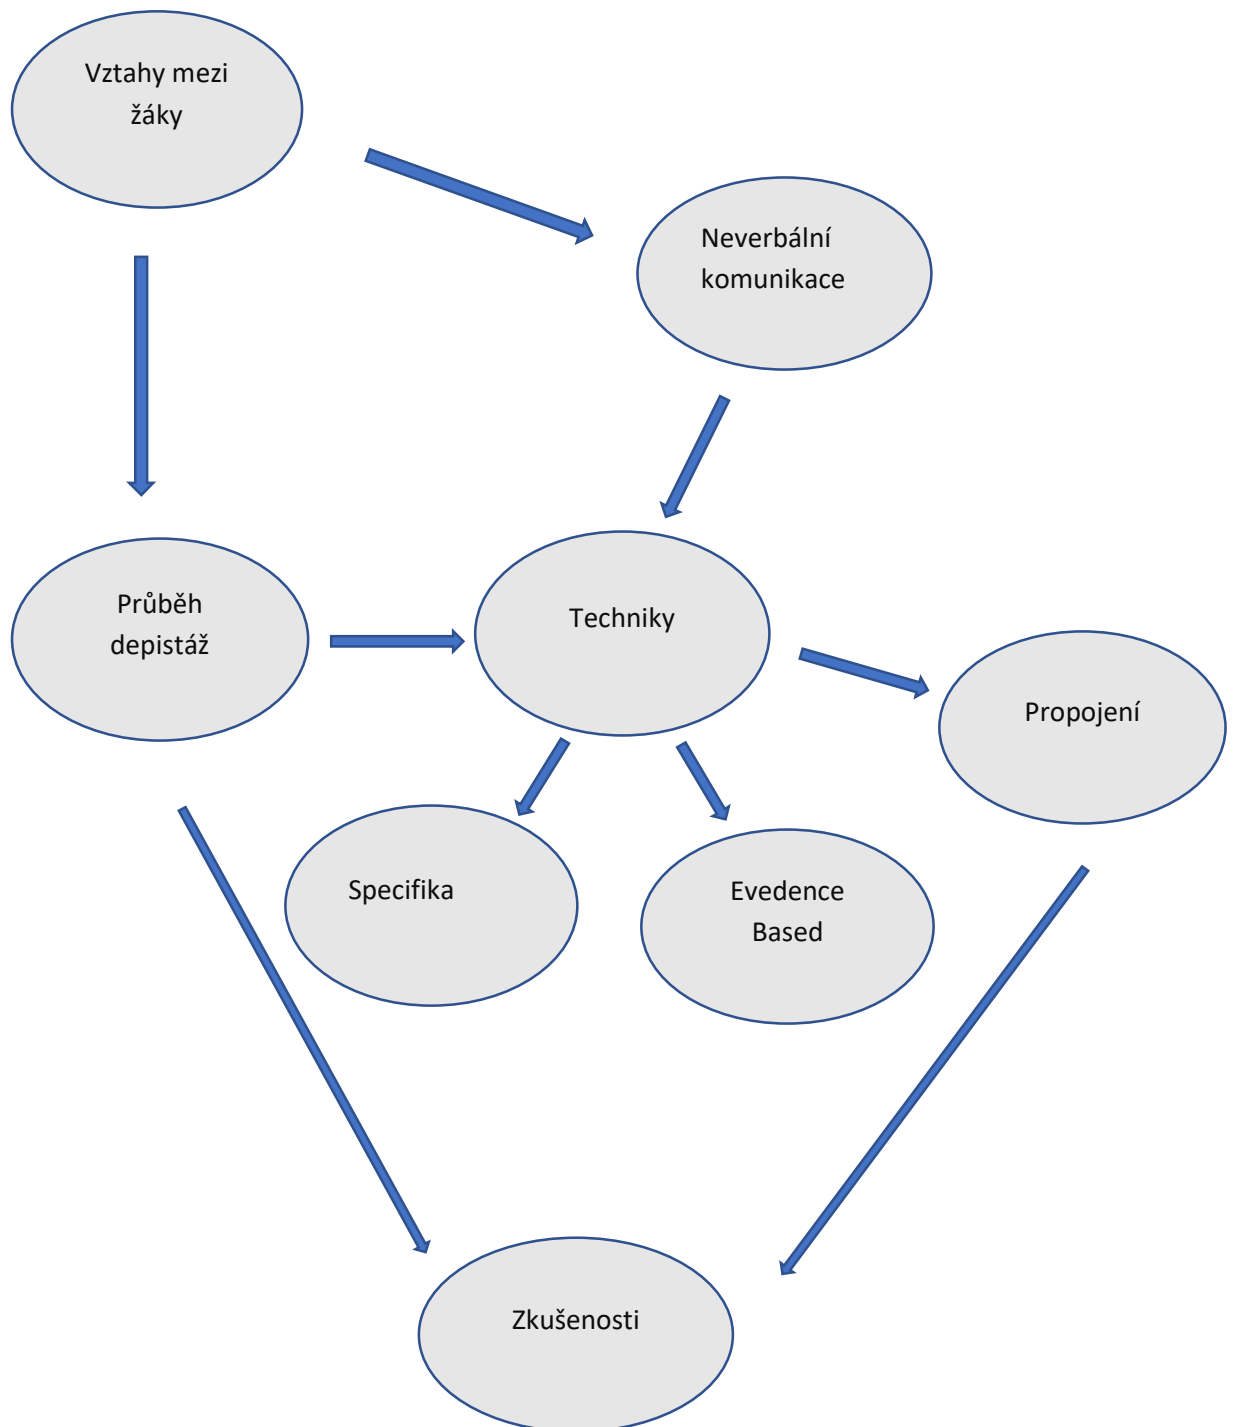 Vztahy mezi
žáky
Neverbální
komunikace
Průběh
depistáž
Techniky
Propojení
Specifika
Evedence
Based
Zkušenosti